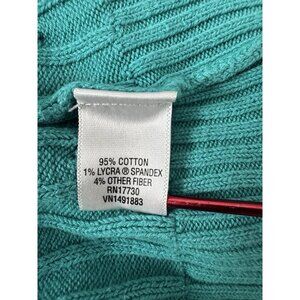 95% COTTON
1% LYCRA ® SPANDEX
4% OTHER FIBER
RN17730
VN1491883